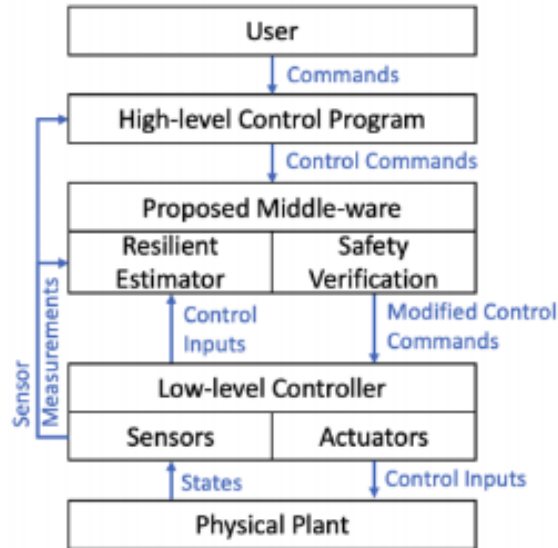 User
Commands
High-level Control Program
Control Commands
Proposed Middle-ware
Resilient
Estimator
Safety
Verification
Control
Inputs
Modified Control
Commands
Sensor
Measurements
Low-level Controller
Sensors
Actuators
States
Control Inputs
Physical Plant